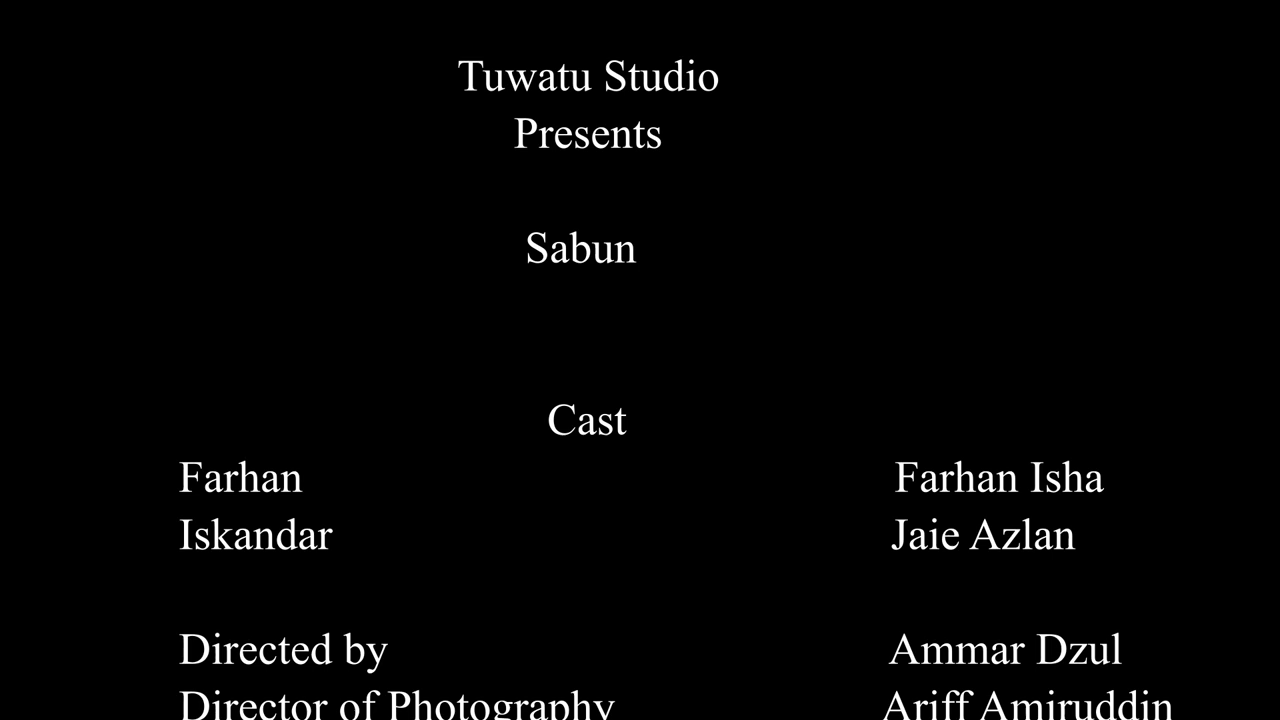 Tuwatu Studio
Presents
Sabun
Cast
Farhan Farhan Isha
Iskandar Jaie Azlan
Directed by Ammar Dzul
Director of Photography Ariff Amiruddin